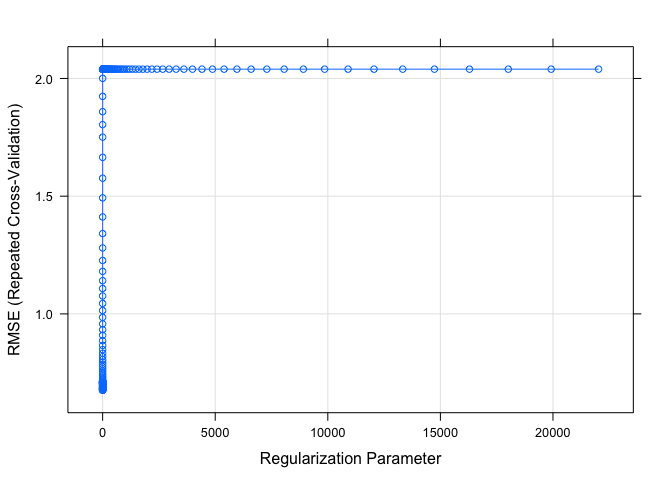 RMSE (Repeated Cross-Validation)
2.0
1.5
1.0
0 5000 10000 15000 20000
Regularization Parameter